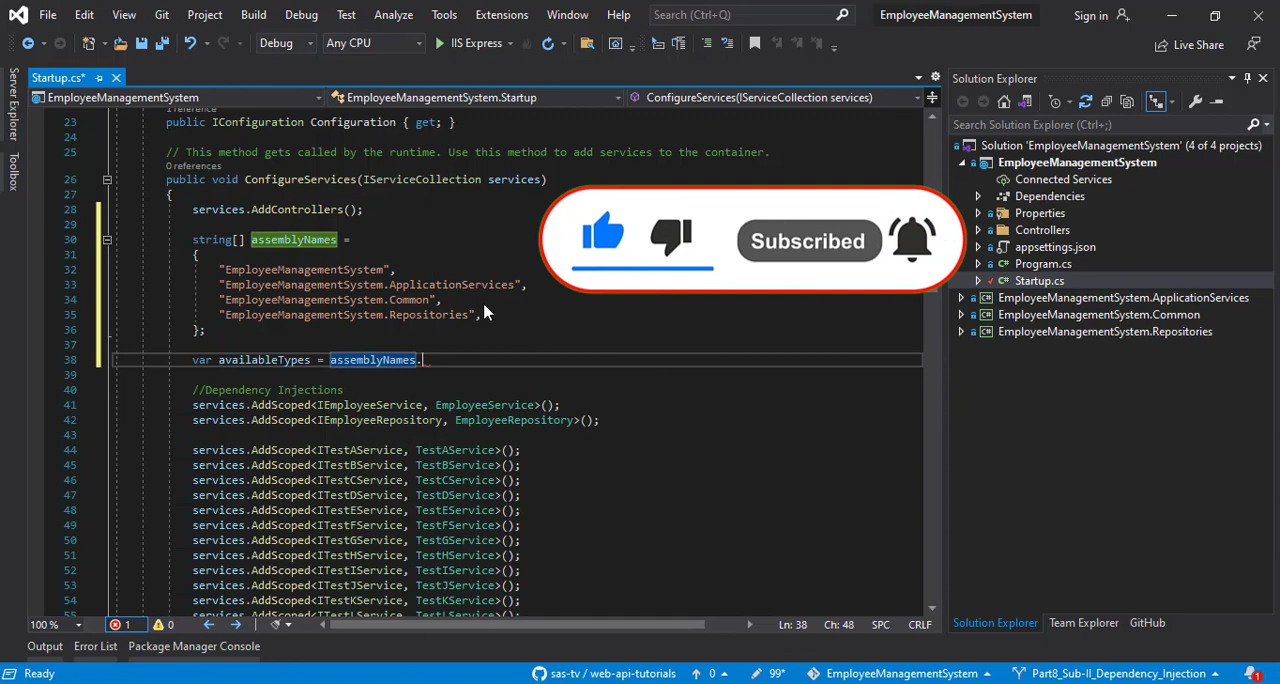 File Edit View Git Project Build Debug Test Analyze Tools Extensions Window Help Search (Ctrl+Q) EmployeeManagementSystem Sign in
Debug Any CPU IIS Express Live Share
Server Explorer
Toolbox
Startup.cs*
EmployeeManagementSystem EmployeeManagementSystem.Startup ConfigureServices(IServiceCollection services)
23 public IConfiguration Configuration { get; }
24
25 // This method gets called by the runtime. Use this method to add services to the container.
0 references
26 public void ConfigureServices(IServiceCollection services)
27 {
28 services.AddControllers();
29
30 string[] assemblyNames =
31 {
32 "EmployeeManagementSystem",
33 "EmployeeManagementSystem.ApplicationServices",
34 "EmployeeManagementSystem.Common",
35 "EmployeeManagementSystem.Repositories",
36 };
37
38 var availableTypes = assemblyNames.
39
40 //Dependency Injections
41 services.AddScoped<IEmployeeService, EmployeeService>();
42 services.AddScoped<IEmployeeRepository, EmployeeRepository>();
43
44 services.AddScoped<ITestAService, TestAService>();
45 services.AddScoped<ITestBService, TestBService>();
46 services.AddScoped<ITestCService, TestCService>();
47 services.AddScoped<ITestDService, TestDService>();
48 services.AddScoped<ITestEService, TestEService>();
49 services.AddScoped<ITestFService, TestFService>();
50 services.AddScoped<ITestGService, TestGService>();
51 services.AddScoped<ITestHService, TestHService>();
52 services.AddScoped<ITestIService, TestIService>();
53 services.AddScoped<ITestJService, TestJService>();
54 services.AddScoped<ITestKService, TestKService>();
Subscribed
Solution Explorer
Search Solution Explorer (Ctrl+;)
Solution 'EmployeeManagementSystem' (4 of 4 projects)
EmployeeManagementSystem
Connected Services
Dependencies
Properties
Controllers
appsettings.json
C# Program.cs
C# Startup.cs
C# EmployeeManagementSystem.ApplicationServices
C# EmployeeManagementSystem.Common
C# EmployeeManagementSystem.Repositories
100 % 1 0 Ln: 38 Ch: 48 SPC CRLF
Solution Explorer Team Explorer GitHub
Output Error List Package Manager Console
Ready sas-tv / web-api-tutorials 0 99* EmployeeManagementSystem Part8_Sub-II_Dependency_Injection 1